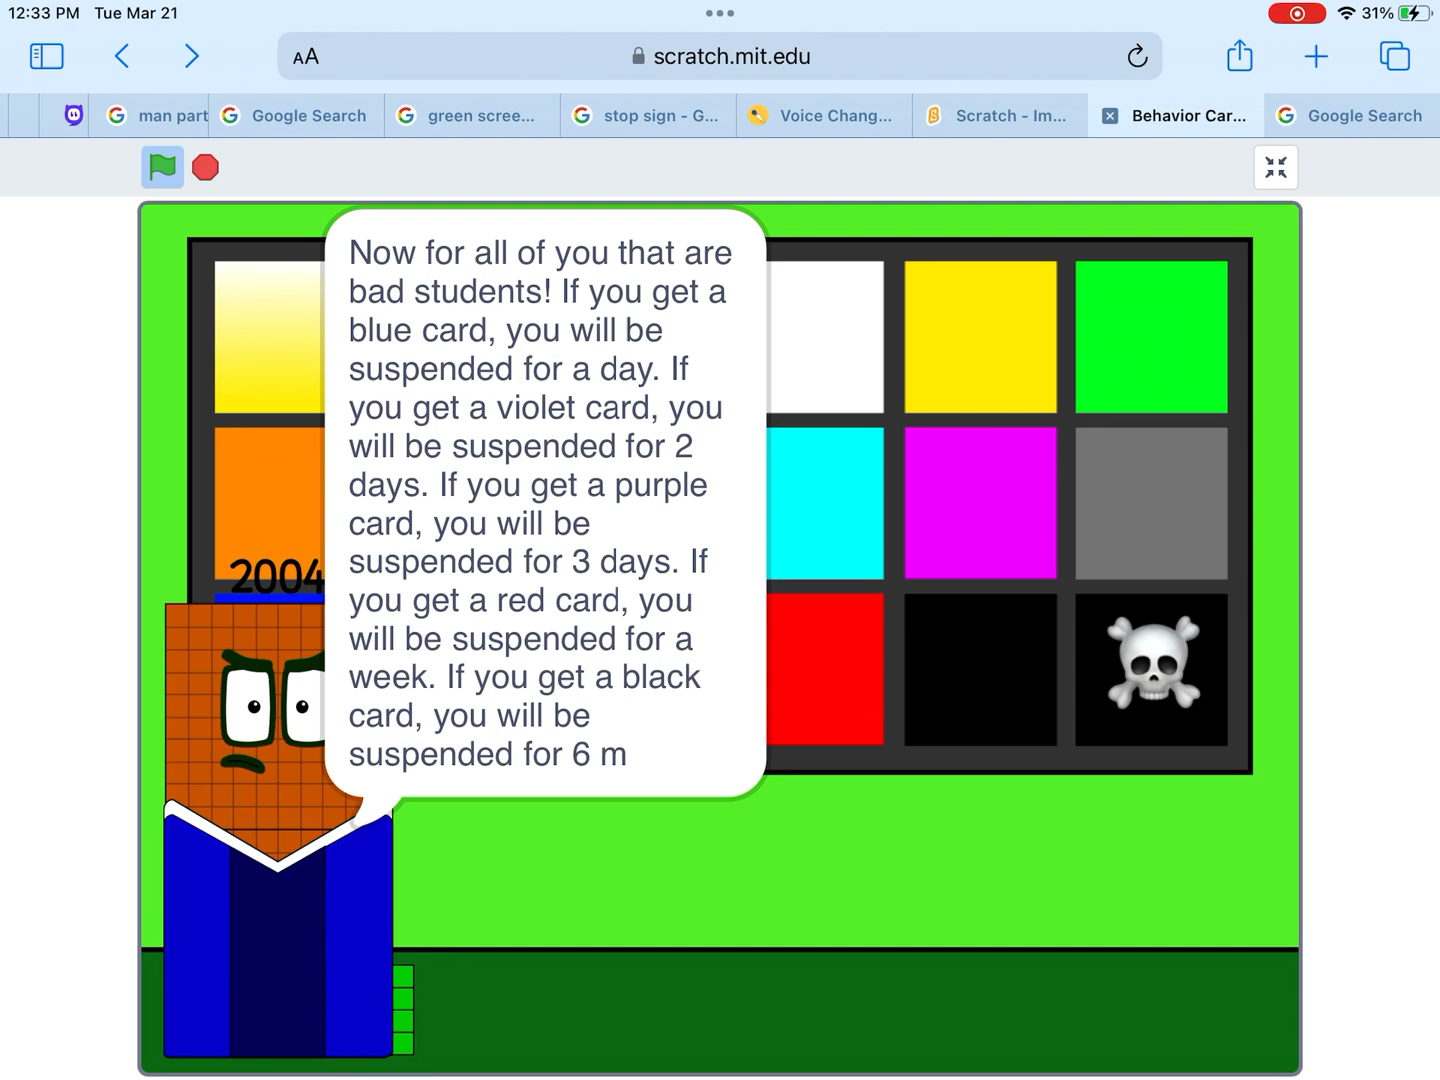 12:33 PM Tue Mar 21
31%
AA
scratch.mit.edu
man part
Google Search
green scree...
stop sign - G...
Voice Chang...
Scratch - Im...
Behavior Car...
Google Search
Now for all of you that are
bad students! If you get a
blue card, you will be
suspended for a day. If
you get a violet card, you
will be suspended for 2
days. If you get a purple
card, you will be
suspended for 3 days. If
you get a red card, you
will be suspended for a
week. If you get a black
card, you will be
suspended for 6 m
2004